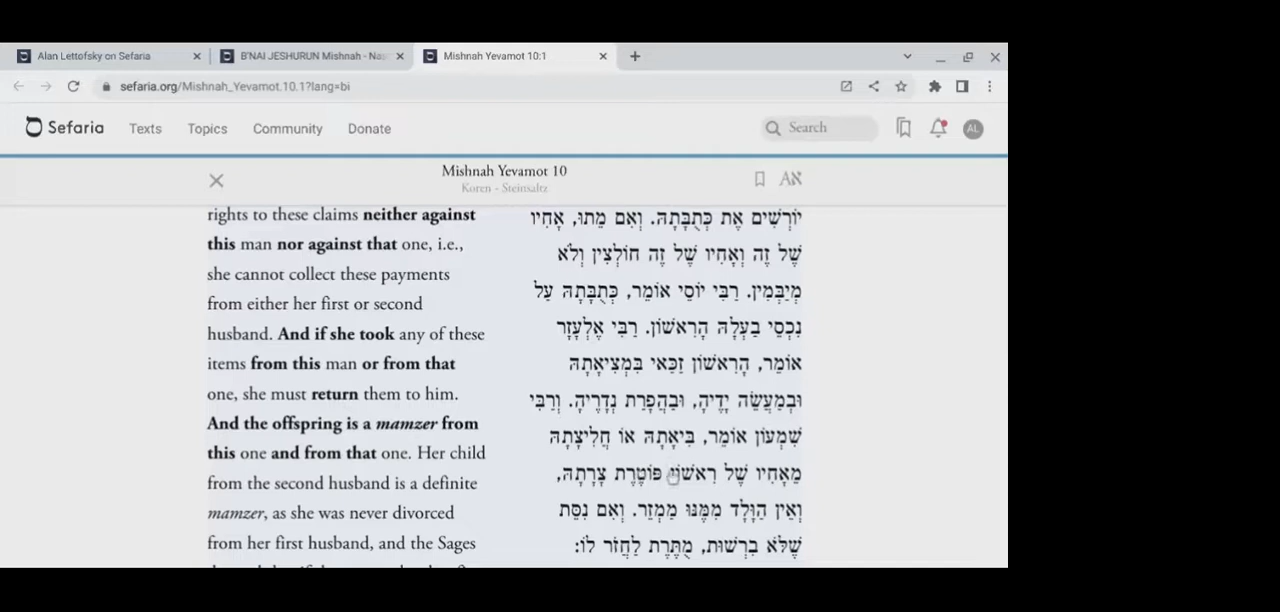 Alan Lettofsky on Sefaria
B'NAI JESHURUN Mishnah - Nas
Mishnah Yevamot 10:1
sefaria.org/Mishnah_Yevamot.10.1?lang=bi
Sefaria
Texts
Topics
Community
Donate
Search
AL
Mishnah Yevamot 10
Koren - Steinsaltz
Aא
rights to these claims neither against
this man nor against that one, i.e.,
she cannot collect these payments
from either her first or second
husband. And if she took any of these
items from this man or from that
one, she must return them to him.
And the offspring is a mamzer from
this one and from that one. Her child
from the second husband is a definite
mamzer, as she was never divorced
from her first husband, and the Sages
יוֹרְשִׁים אֶת כְּתֻבָּתָהּ. וְאִם מֵתוּ, אָחִיו
שֶׁל זֶה וְאָחִיו שֶׁל זֶה חוֹלְצִין וְלֹא
מְיַבְּמִין. רַבִּי יוֹסֵי אוֹמֵר, כְּתֻבָּתָהּ עַל
נִכְסֵי בַעְלָהּ הָרִאשׁוֹן. רַבִּי אֶלְעָזָר
אוֹמֵר, הָרִאשׁוֹן זַכַּאי בִּמְצִיאָתָהּ
וּבְמַעֲשֵׂה יָדֶיהָ, וּבַהֲפָרַת נְדָרֶיהָ. וְרַבִּי
שִׁמְעוֹן אוֹמֵר, בִּיאָתָהּ אוֹ חֲלִיצָתָהּ
מֵאָחִיו שֶׁל רִאשׁוֹן פּוֹטֶרֶת צָרָתָהּ,
וְאֵין הַוָּלָד מִמֶּנּוּ מַמְזֵר. וְאִם נִסֵּת
שֶׁלֹּא בִרְשׁוּת, מֻתֶּרֶת לַחֲזֹר לוֹ: